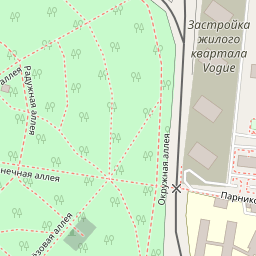 Застройка
жилого
квартала
Vogue
аллея
Радужная аллея
Окружная аллея
нечная аллея
Парнико
зовая аллея